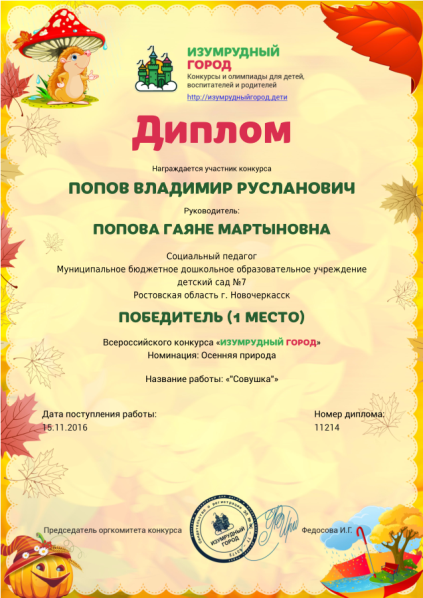 ИЗУМРУДНЫЙ
ГОРОД
Конкурсы и олимпиады для детей,
воспитателей и родителей
http://изумрудныйгород.дети
Диплом
Награждается участник конкурса
ПОПОВ ВЛАДИМИР РУСЛАНОВИЧ
Руководитель:
ПОПОВА ГАЯНЕ МАРТЫНОВНА
Социальный педагог
Муниципальное бюджетное дошкольное образовательное учреждение
детский сад №7
Ростовская область г. Новочеркасск
ПОБЕДИТЕЛЬ (1 МЕСТО)
Всероссийского конкурса «ИЗУМРУДНЫЙ ГОРОД»
Номинация: Осенняя природа
Название работы: «"Совушка"»
Дата поступления работы:
15.11.2016
Номер диплома:
11214
Председатель оргкомитета конкурса
ИЗУМРУДНЫЙ
ГОРОД
Федосова И.Г.